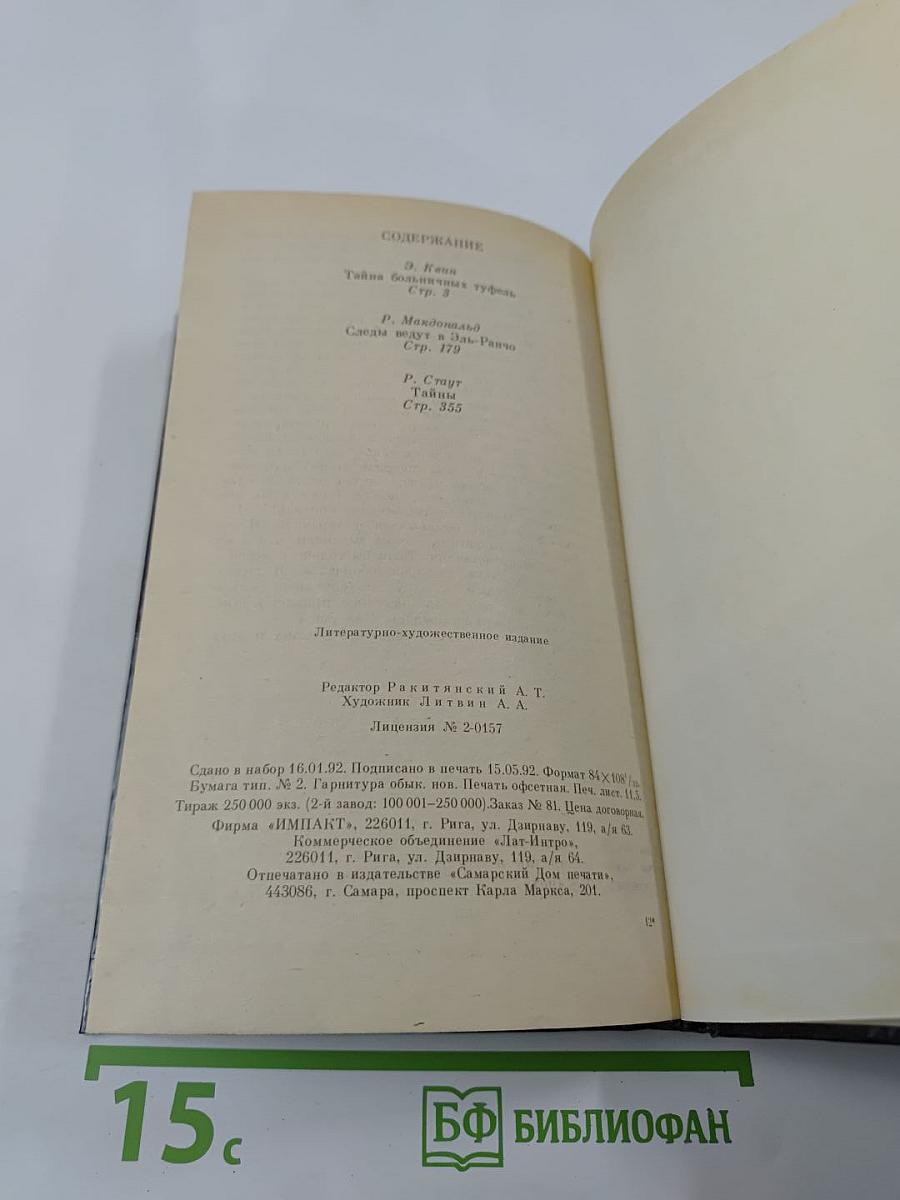 СОДЕРЖАНИЕ
Э. Квин
Тайна больничных туфель
Стр. 3
Р. Макдональд
Следы ведут в Эль-Ранчо
Стр. 179
Р. Стаут
Тайны
Стр. 355
Литературно-художественное издание
Редактор Ракитянский А. Т.
Художник Литвин А. А.
Лицензия № 2-0157
Сдано в набор 16.01.92. Подписано в печать 15.05.92. Формат 84×108¹/₃₂.
Бумага тип. № 2. Гарнитура обык. нов. Печать офсетная. Печ. лист. 11,5.
Тираж 250 000 экз. (2-й завод: 100 001—250 000).Заказ № 81. Цена договорная.
Фирма «ИМПАКТ», 226011, г. Рига, ул. Дзирнаву, 119, а/я 63.
Коммерческое объединение «Лат-Интро»,
226011, г. Рига, ул. Дзирнаву, 119, а/я 64.
Отпечатано в издательстве «Самарский Дом печати»,
443086, г. Самара, проспект Карла Маркса, 201.
12*
15 с
БФ БИБЛИОФАН